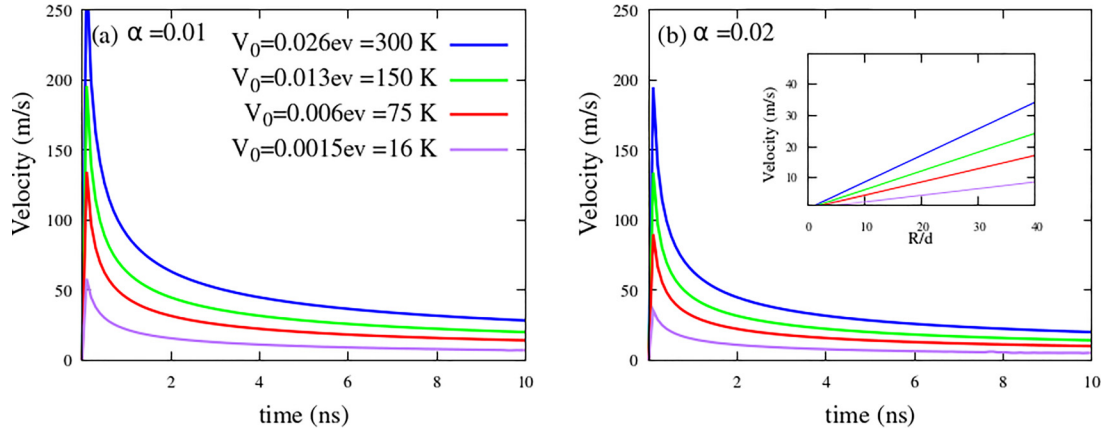 (a) α =0.01
V0=0.026ev =300 K
V0=0.013ev =150 K
V0=0.006ev =75 K
V0=0.0015ev =16 K
250
200
150
100
50
0
Velocity (m/s)
2
4
6
8
10
time (ns)
(b) α =0.02
250
200
150
100
50
0
Velocity (m/s)
2
4
6
8
10
time (ns)
40
30
20
10
Velocity (m/s)
0
10
20
30
40
R/d